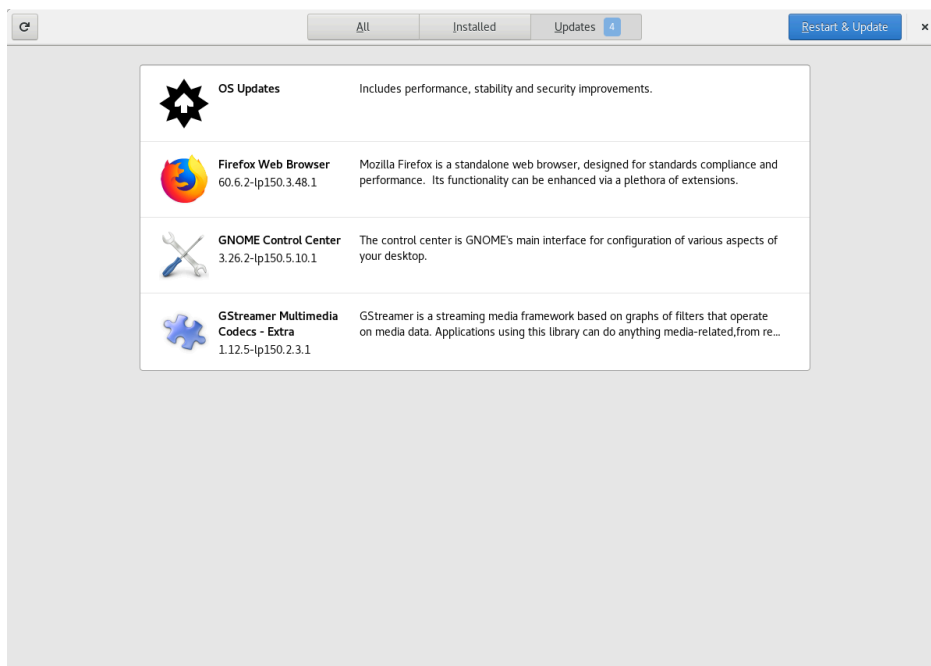 All
Installed
Updates 4
Restart & Update
OS Updates
Includes performance, stability and security improvements.
Firefox Web Browser
60.6.2-lp150.3.48.1
Mozilla Firefox is a standalone web browser, designed for standards compliance and
performance.  Its functionality can be enhanced via a plethora of extensions.
GNOME Control Center
3.26.2-lp150.5.10.1
The control center is GNOME's main interface for configuration of various aspects of
your desktop.
GStreamer Multimedia
Codecs - Extra
1.12.5-lp150.2.3.1
GStreamer is a streaming media framework based on graphs of filters that operate
on media data. Applications using this library can do anything media-related,from re...